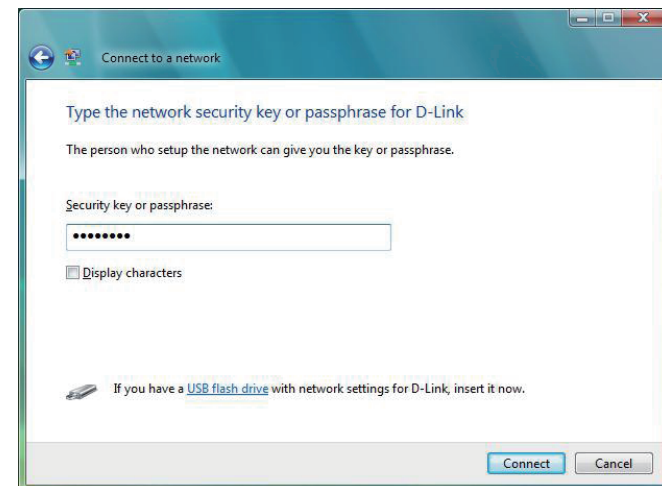 Connect to a network
Type the network security key or passphrase for D-Link
The person who setup the network can give you the key or passphrase.
Security key or passphrase:
••••••••
Display characters
If you have a USB flash drive with network settings for D-Link, insert it now.
Connect Cancel